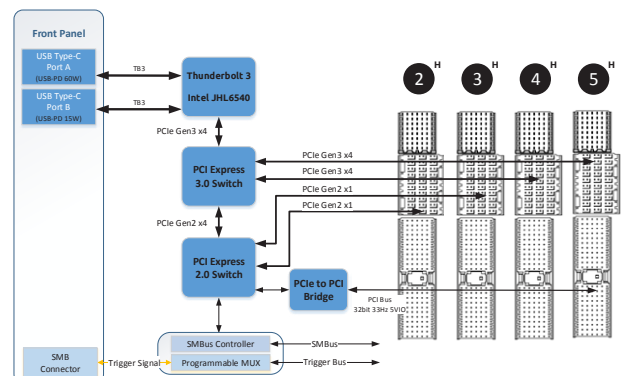 Front Panel
USB Type-C
Port A
(USB-PD 60W)
USB Type-C
Port B
(USB-PD 15W)
TB3
TB3
Thunderbolt 3
Intel JHL6540
PCIe Gen3 x4
PCI Express
3.0 Switch
PCIe Gen2 x4
PCI Express
2.0 Switch
PCIe to PCI
Bridge
2 H
3 H
4 H
5 H
PCIe Gen3 x4
PCIe Gen3 x4
PCIe Gen2 x1
PCIe Gen2 x1
PCI Bus
32bit 33Hz 5VIO
SMBus Controller
SMBus
Programmable MUX
Trigger Bus
Trigger Signal
SMB
Connector